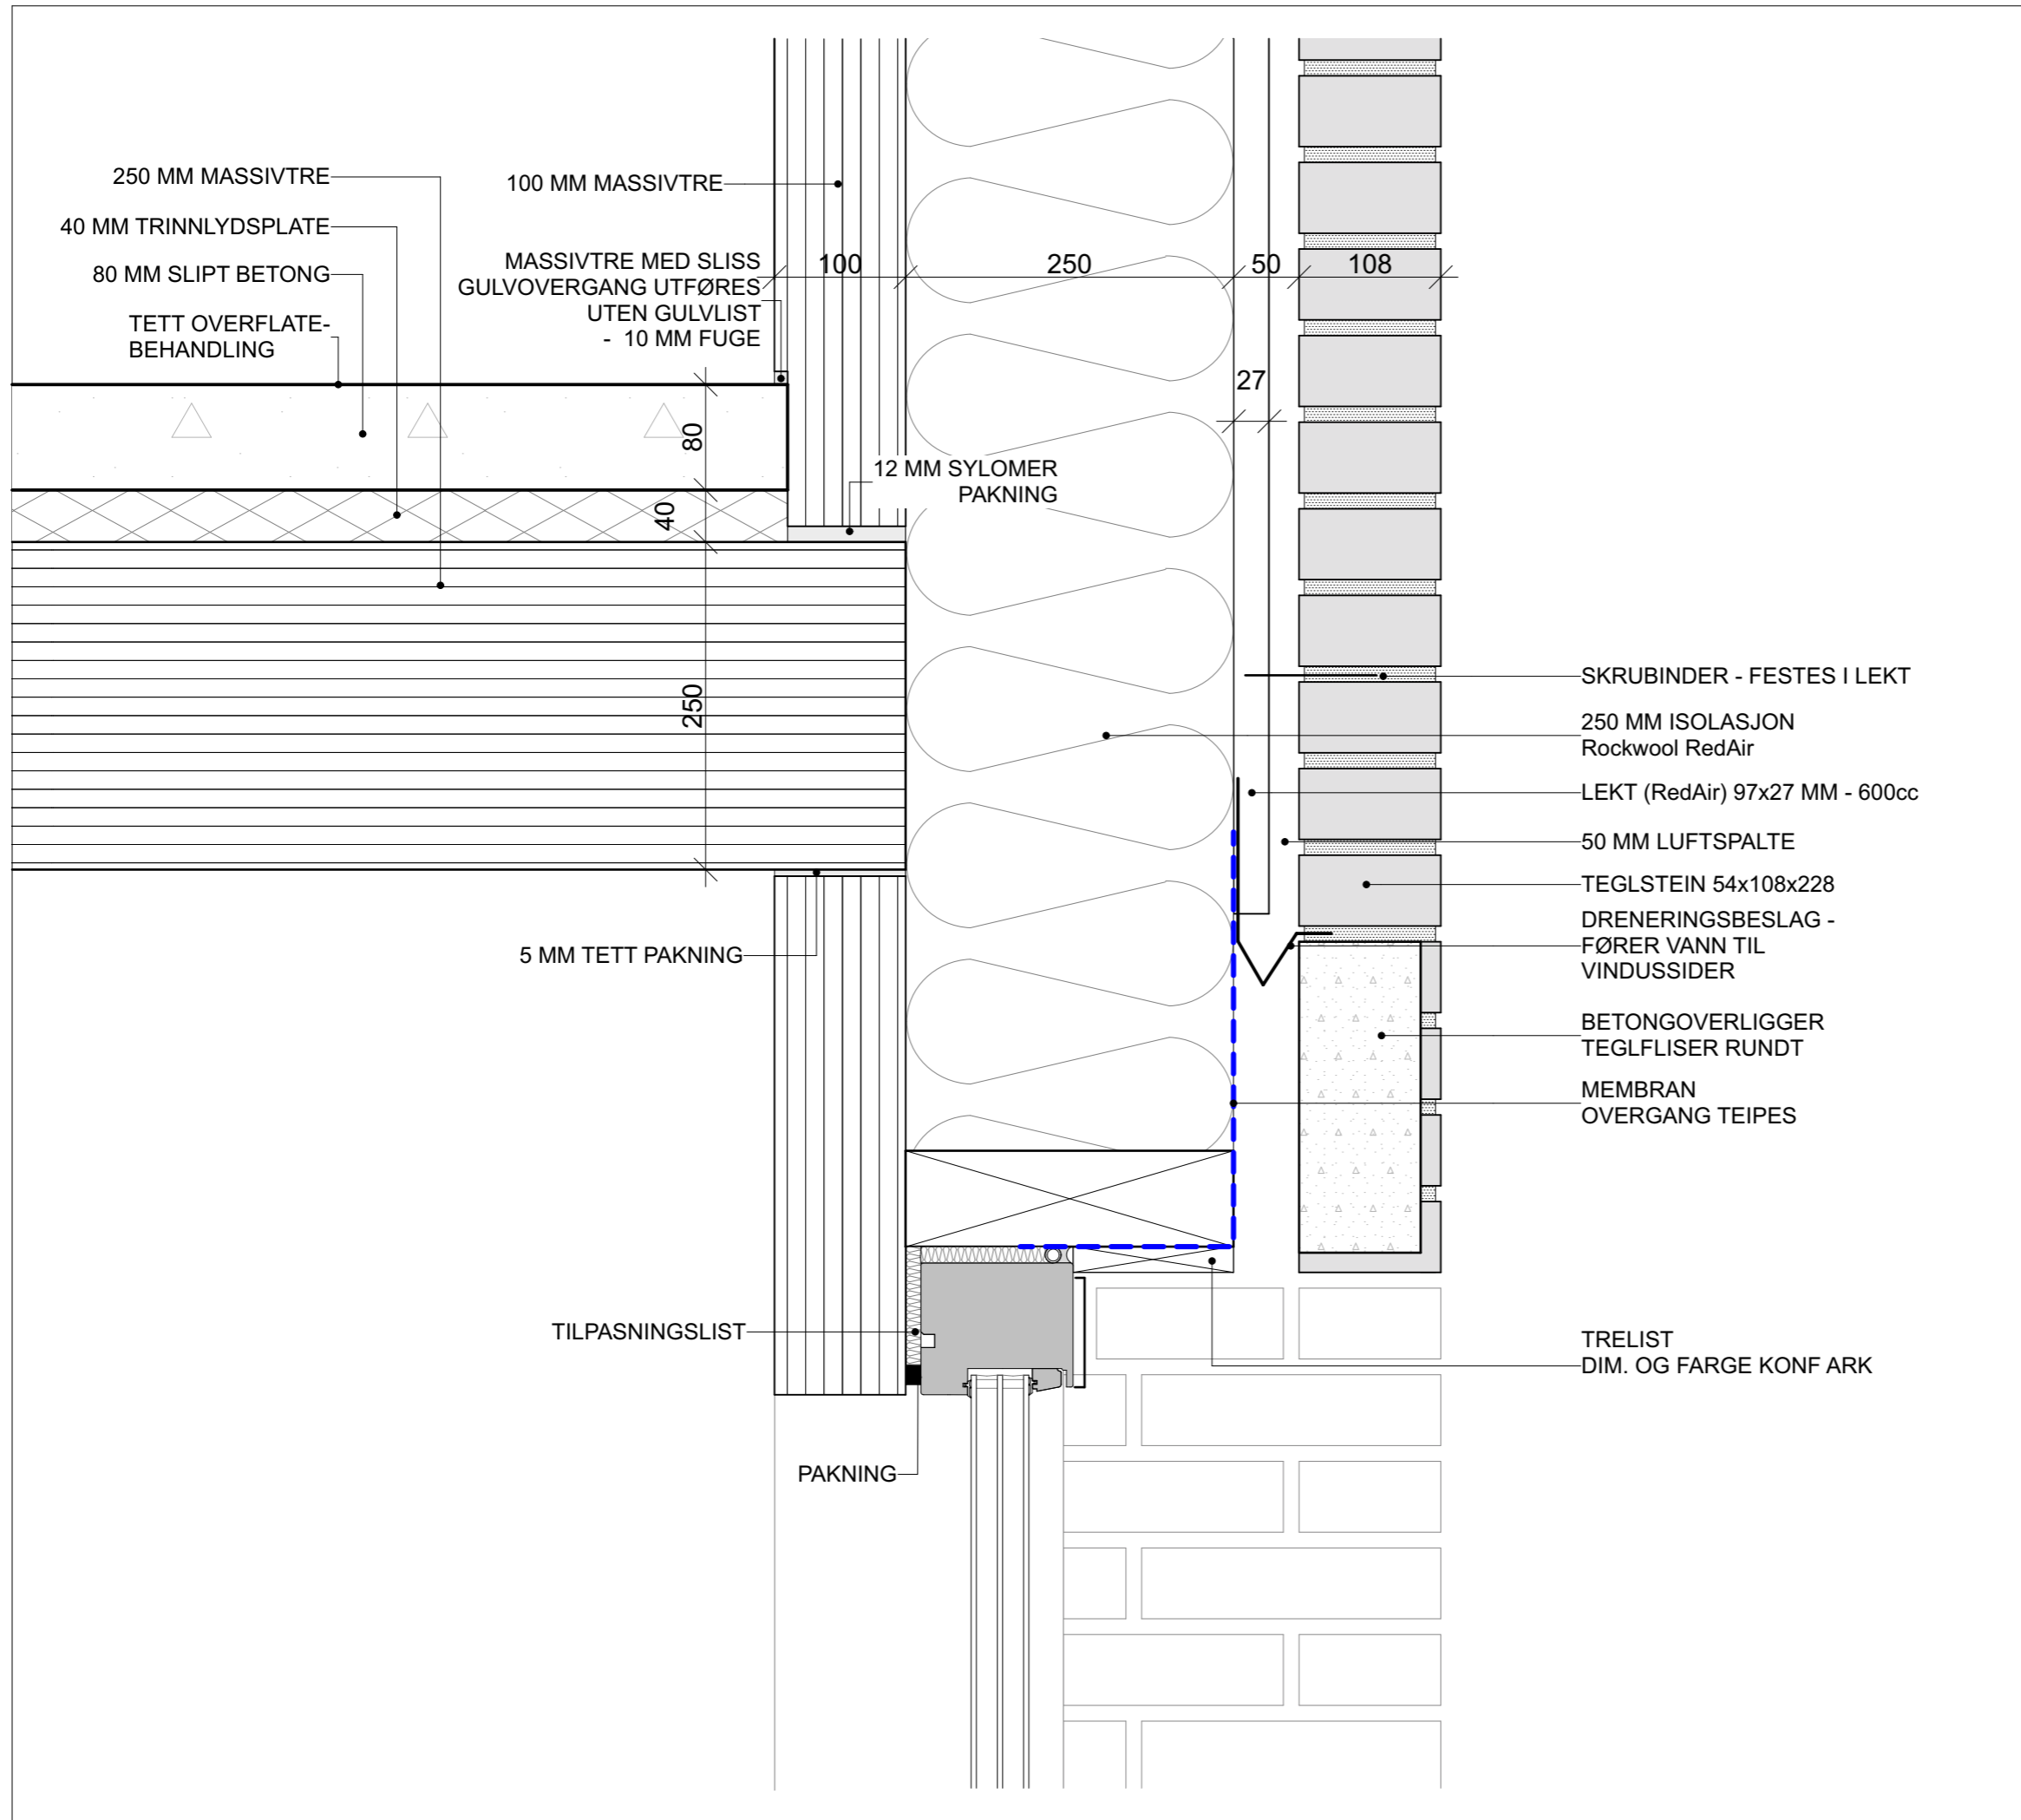 250 MM MASSIVTRE
40 MM TRINNLYDSPLATE
80 MM SLIPT BETONG
TETT OVERFLATE-
BEHANDLING
100 MM MASSIVTRE
MASSIVTRE MED SLISS
GULVOVERGANG UTFØRES
UTEN GULVLIST
- 10 MM FUGE
100
250
50
108
27
80
40
250
12 MM SYLOMER
PAKNING
5 MM TETT PAKNING
SKRUBINDER - FESTES I LEKT
250 MM ISOLASJON
Rockwool RedAir
LEKT (RedAir) 97x27 MM - 600cc
50 MM LUFTSPALTE
TEGLSTEIN 54x108x228
DRENERINGSBESLAG -
FØRER VANN TIL
VINDUSSIDER
BETONGOVERLIGGER
TEGLFLISER RUNDT
MEMBRAN
OVERGANG TEIPES
TILPASNINGSLIST
TRELIST
DIM. OG FARGE KONF ARK
PAKNING